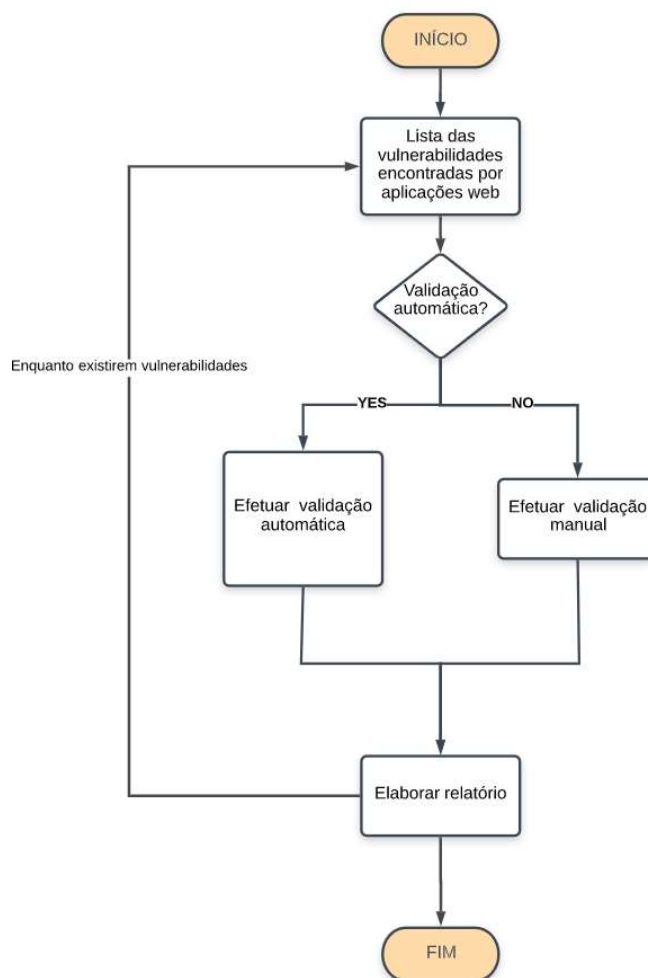 INÍCIO
Lista das
vulnerabilidades
encontradas por
aplicações web
Validação
automática?
Enquanto existirem vulnerabilidades
YES
NO
Efetuar validação
automática
Efetuar validação
manual
Elaborar relatório
FIM